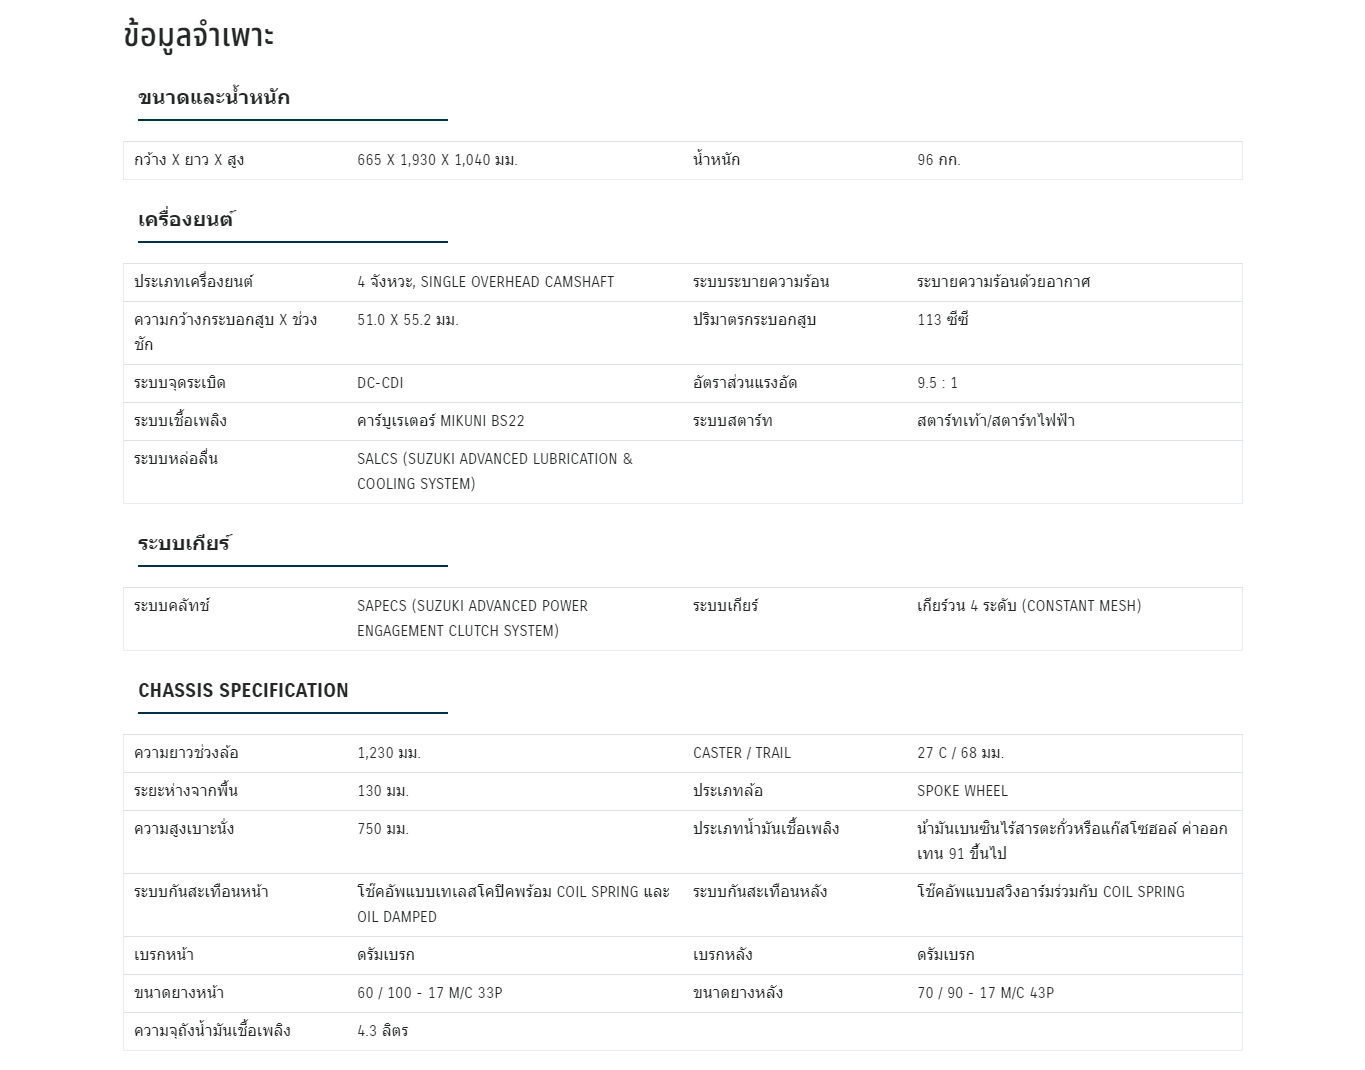 ข้อมูลจำเพาะ
ขนาดและน้ำหนัก
กว้าง X ยาว X สูง 665 X 1,930 X 1,040 มม. น้ำหนัก 96 กก.
เครื่องยนต์
ประเภทเครื่องยนต์ 4 จังหวะ, SINGLE OVERHEAD CAMSHAFT ระบบระบายความร้อน ระบายความร้อนด้วยอากาศ
ความกว้างกระบอกสูบ X ช่วง 51.0 X 55.2 มม. ปริมาตรกระบอกสูบ 113 ซีซี
ชัก
ระบบจุดระเบิด DC-CDI อัตราส่วนแรงอัด 9.5 : 1
ระบบเชื้อเพลิง คาร์บูเรเตอร์ MIKUNI BS22 ระบบสตาร์ท สตาร์ทเท้า/สตาร์ทไฟฟ้า
ระบบหล่อลื่น SALCS (SUZUKI ADVANCED LUBRICATION &
COOLING SYSTEM)
ระบบเกียร์
ระบบคลัทช์ SAPECS (SUZUKI ADVANCED POWER ระบบเกียร์ เกียร์วน 4 ระดับ (CONSTANT MESH)
ENGAGEMENT CLUTCH SYSTEM)
CHASSIS SPECIFICATION
ความยาวช่วงล้อ 1,230 มม. CASTER / TRAIL 27 C / 68 มม.
ระยะห่างจากพื้น 130 มม. ประเภทล้อ SPOKE WHEEL
ความสูงเบาะนั่ง 750 มม. ประเภทน้ำมันเชื้อเพลิง น้ำมันเบนซินไร้สารตะกั่วหรือแก๊สโซฮอล์ ค่าออก
เทน 91 ขึ้นไป
ระบบกันสะเทือนหน้า โช๊คอัพแบบเทเลสโคปิคพร้อม COIL SPRING และ ระบบกันสะเทือนหลัง โช๊คอัพแบบสวิงอาร์มร่วมกับ COIL SPRING
OIL DAMPED
เบรกหน้า ดรัมเบรก เบรกหลัง ดรัมเบรก
ขนาดยางหน้า 60 / 100 - 17 M/C 33P ขนาดยางหลัง 70 / 90 - 17 M/C 43P
ความจุถังน้ำมันเชื้อเพลิง 4.3 ลิตร